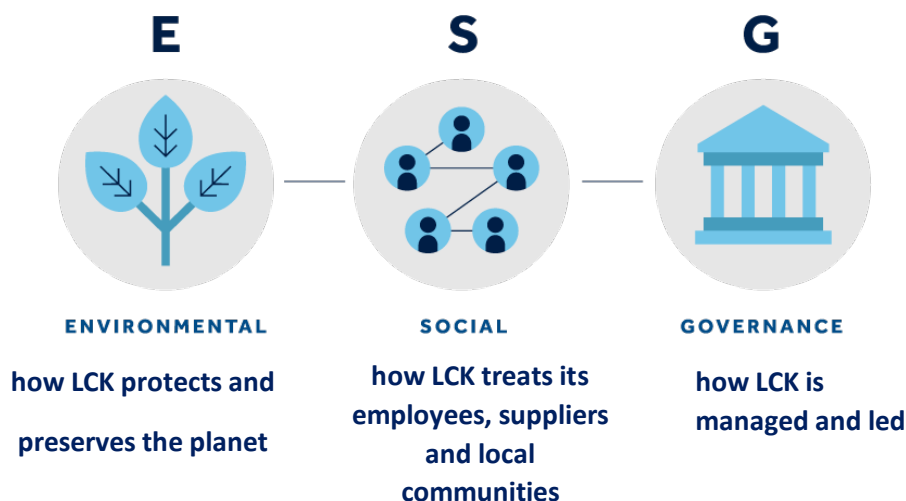 E
S
G
ENVIRONMENTAL
SOCIAL
GOVERNANCE
how LCK protects and
preserves the planet
how LCK treats its
employees, suppliers
and local
communities
how LCK is
managed and led